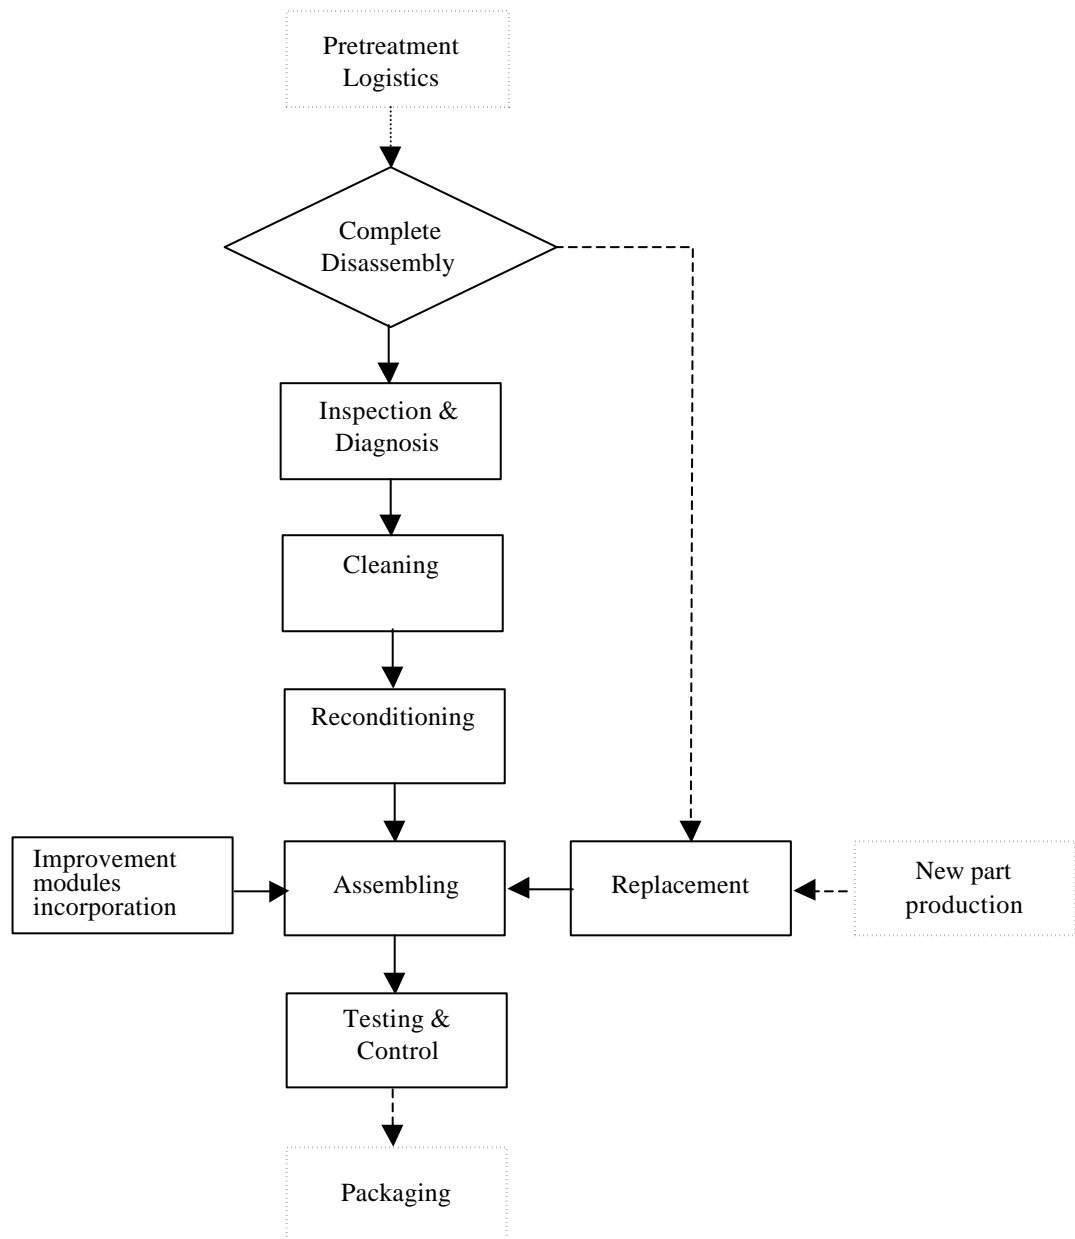 Pretreatment
Logistics
Complete
Disassembly
Inspection &
Diagnosis
Cleaning
Reconditioning
Improvement
modules
incorporation
Assembling
Replacement
New part
production
Testing &
Control
Packaging